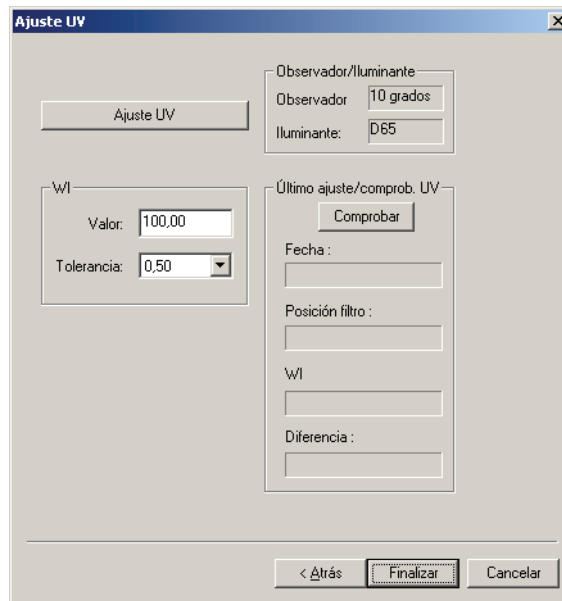 Ajuste UV
Ajuste UV
Observador/Iluminante
Observador 10 grados
Iluminante: D65
WI
Valor: 100,00
Tolerancia: 0,50
Último ajuste/comprob. UV
Comprobar
Fecha :
Posición filtro :
WI
Diferencia :
< Atrás
Finalizar
Cancelar